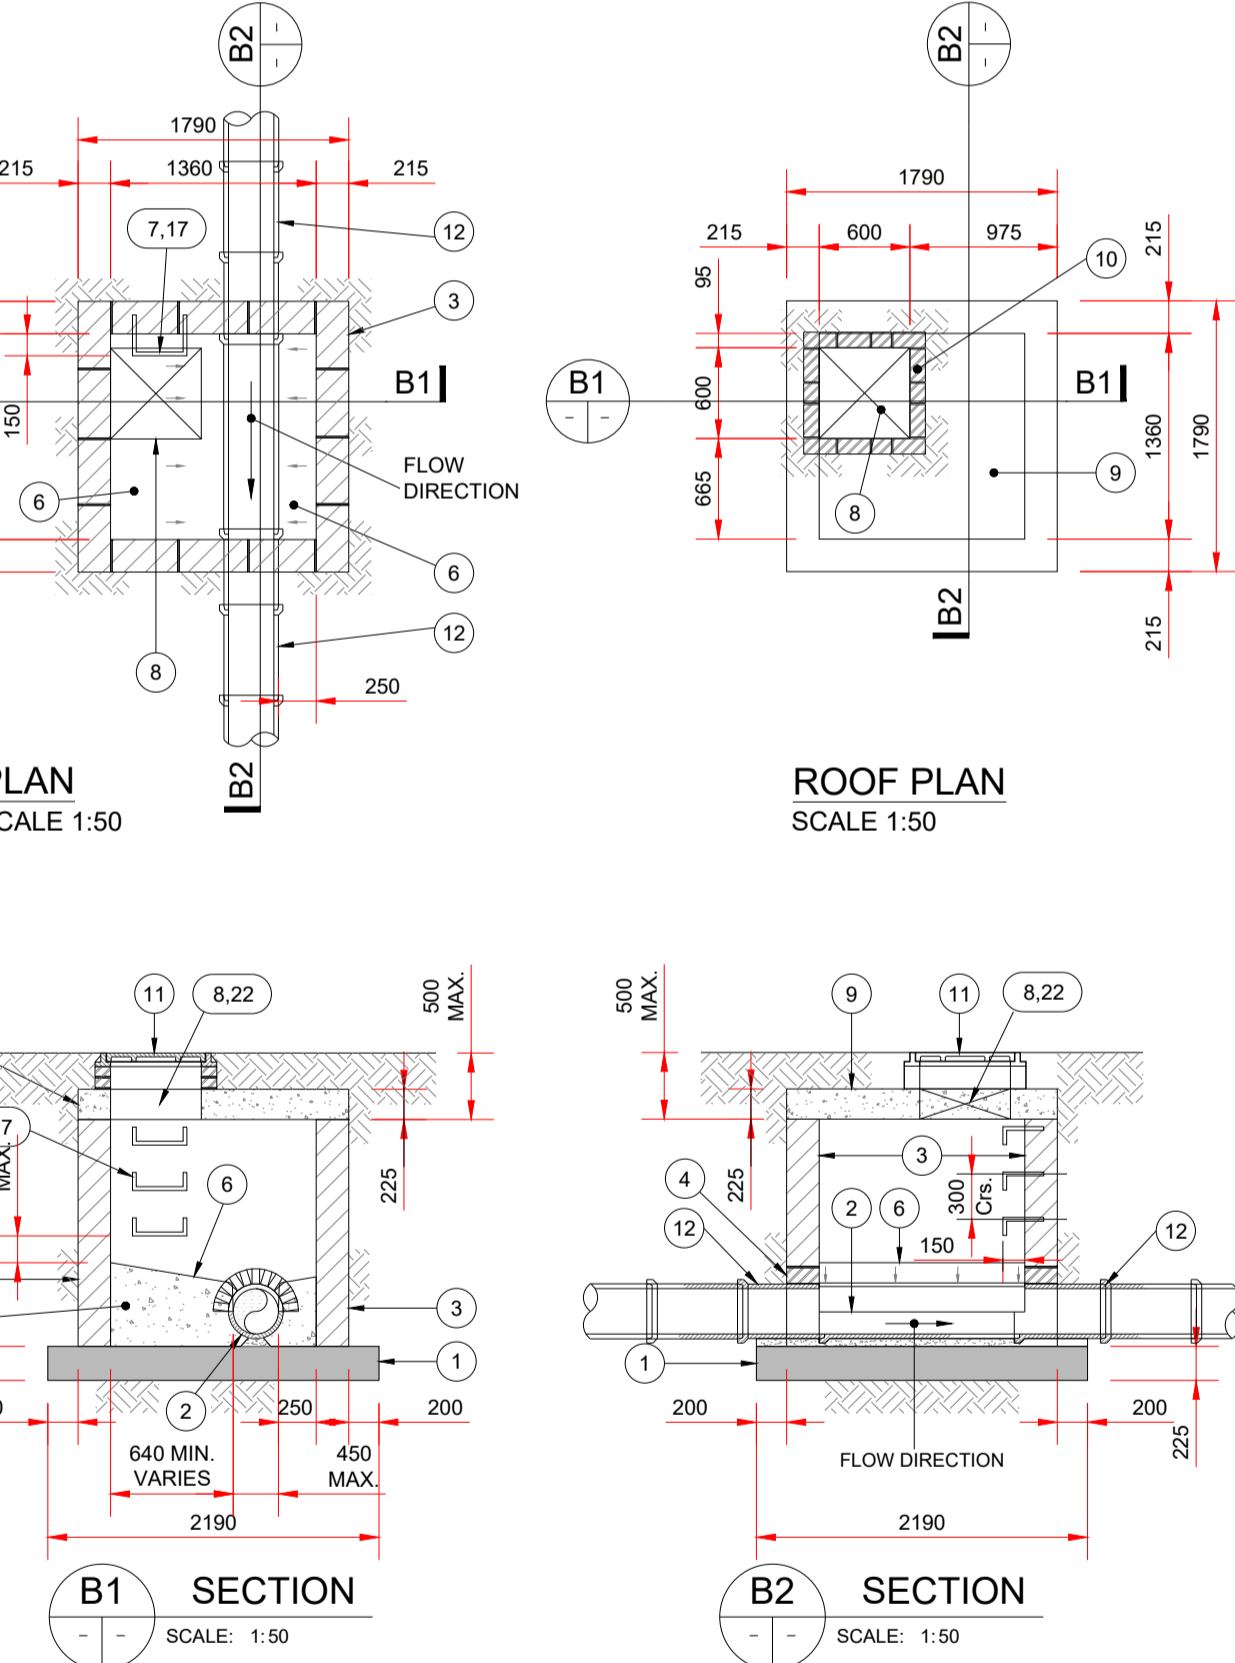 B2
B2
1790
215
1360
215
7,17
12
3
1790
215
600
975
215
95
10
B1
B1
B1
150
600
1360
1790
FLOW
DIRECTION
6
6
665
8
9
12
8
250
B2
B2
215
PLAN
SCALE 1:50
ROOF PLAN
SCALE 1:50
11
8,22
500
MAX.
500
MAX.
9
11
8,22
7
MAX.
6
225
225
3
4
2
6
300
Crs.
12
150
12
3
1
1
2
250
200
200
200
225
640 MIN.
VARIES
450
MAX.
FLOW DIRECTION
2190
2190
B1
SECTION
- -
SCALE: 1:50
B2
SECTION
- -
SCALE: 1:50